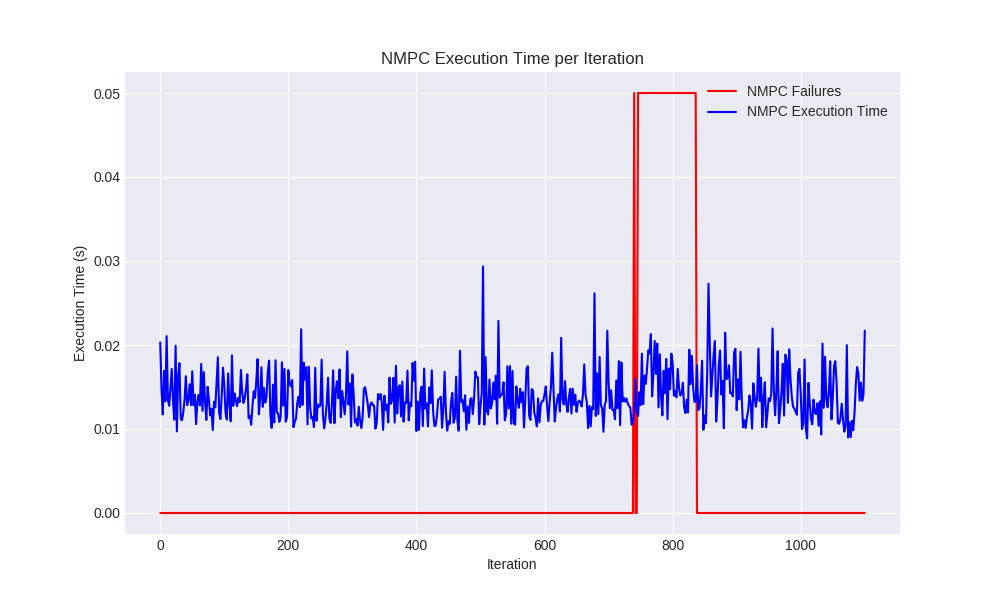 NMPC Execution Time per Iteration
NMPC Failures
NMPC Execution Time
Execution Time (s)
0.05
0.04
0.03
0.02
0.01
0.00
0 200 400 600 800 1000
Iteration